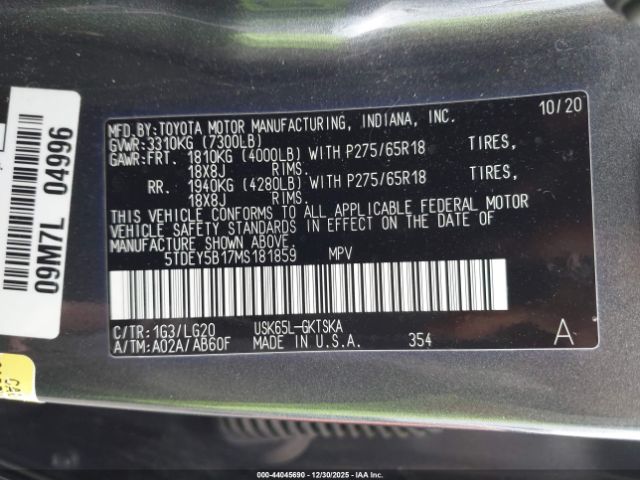 MFD.BY:TOYOTA MOTOR MANUFACTURING, INDIANA, INC. 10/20
GVWR:3310KG (7300LB)
GAWR:FRT. 1810KG (4000LB) WITH P275/65R18 TIRES,
18X8J RIMS.
RR. 1940KG (4280LB) WITH P275/65R18 TIRES,
18X8J RIMS.
THIS VEHICLE CONFORMS TO ALL APPLICABLE FEDERAL MOTOR
VEHICLE SAFETY STANDARDS IN EFFECT ON THE DATE OF
MANUFACTURE SHOWN ABOVE.
5TDEY5B17MS181859 MPV
C/TR:1G3/LG20 USK65L-GKTSKA
A/TM:A02A/AB60F MADE IN U.S.A. 354 A
09M7L 04996
© - 44045690 - 12/30/2025 - IAA Inc.